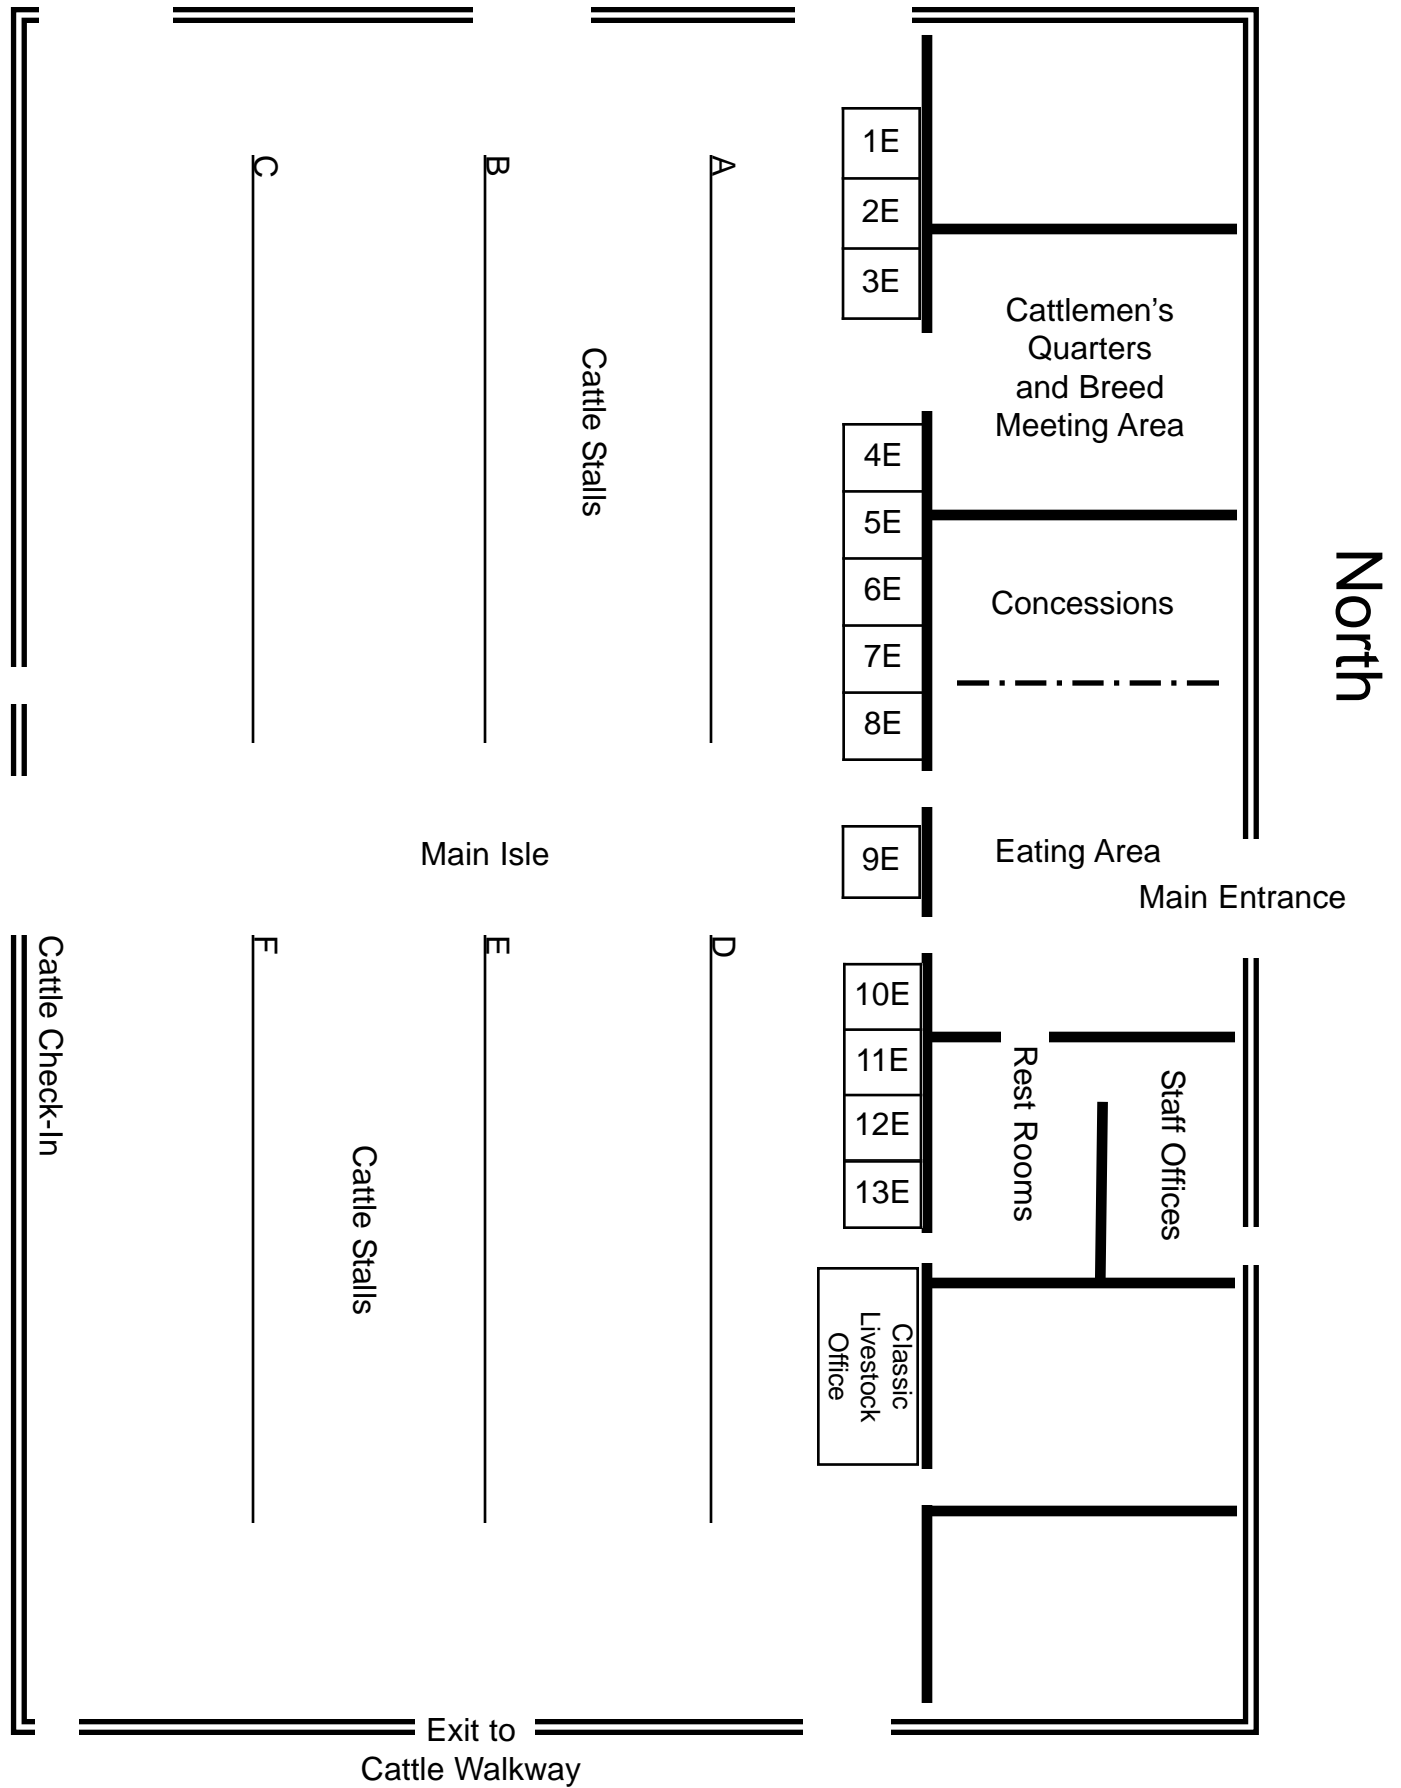 1E
2E
3E
Cattlemen's
Quarters
and Breed
Meeting Area
C
B
A
Cattle Stalls
4E
5E
6E
7E
8E
Concessions
North
Main Isle
9E
Eating Area
Main Entrance
Cattle Check-In
F
E
D
Cattle Stalls
10E
11E
12E
13E
Rest Rooms
Staff Offices
Classic
Livestock
Office
Exit to
Cattle Walkway